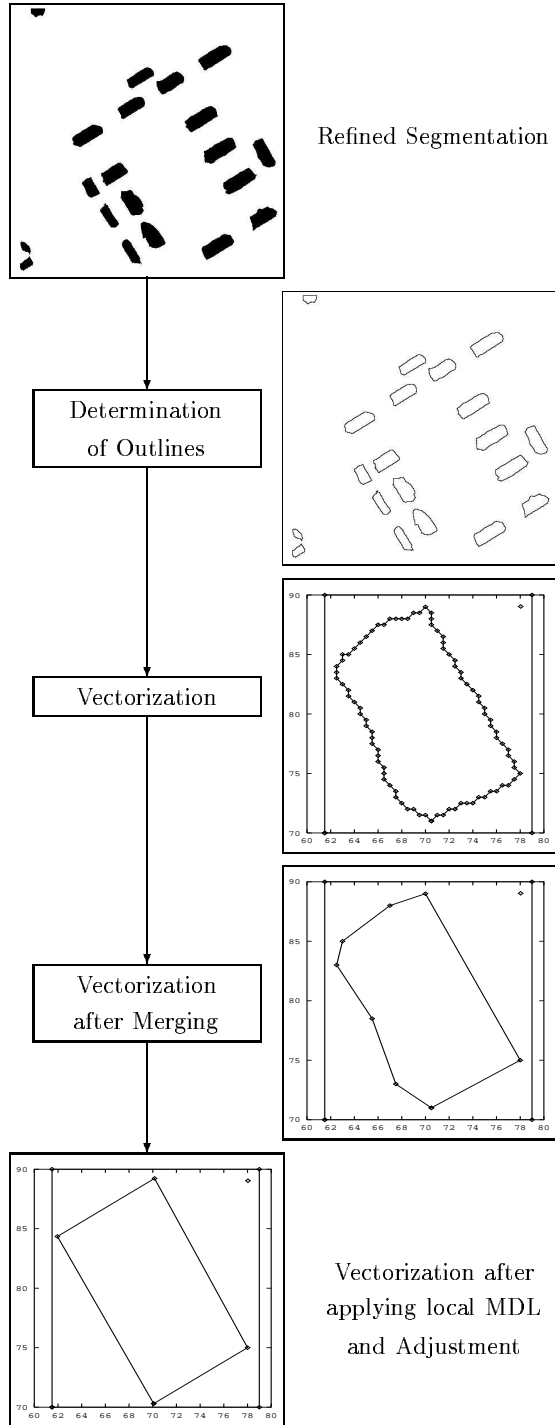 Refined Segmentation
Determination
of Outlines
90
85
80
75
70
60 62 64 66 68 70 72 74 76 78 80
Vectorization
90
85
80
75
70
60 62 64 66 68 70 72 74 76 78 80
Vectorization
after Merging
90
85
80
75
70
60 62 64 66 68 70 72 74 76 78 80
Vectorization after
applying local MDL
and Adjustment